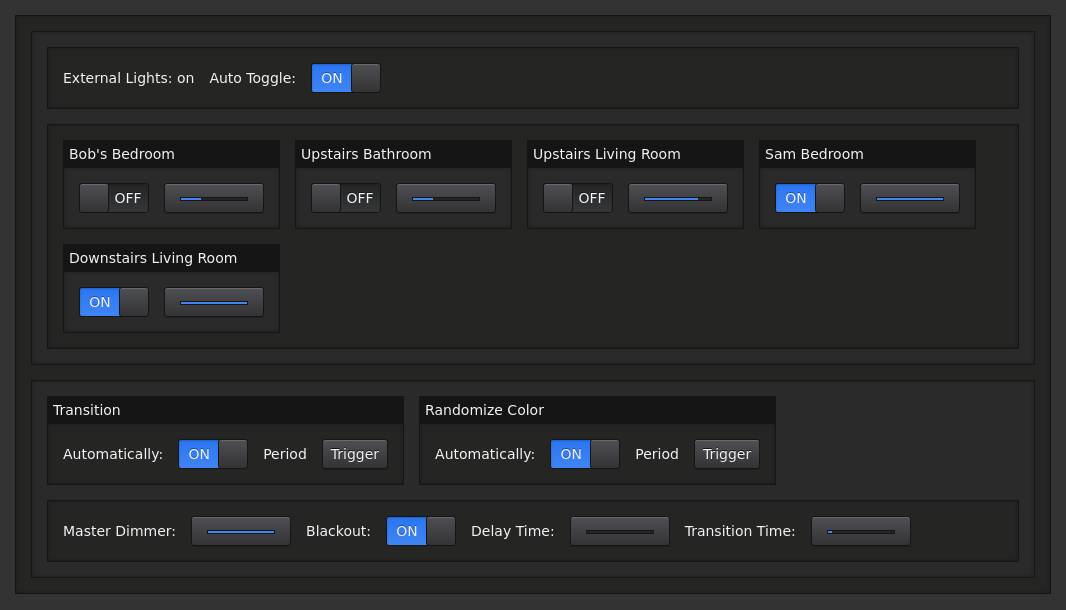 External Lights: on Auto Toggle: ON
Bob's Bedroom Upstairs Bathroom Upstairs Living Room Sam Bedroom
OFF OFF OFF ON
Downstairs Living Room
ON
Transition Randomize Color
Automatically: ON Period Trigger Automatically: ON Period Trigger
Master Dimmer: Blackout: ON Delay Time: Transition Time: